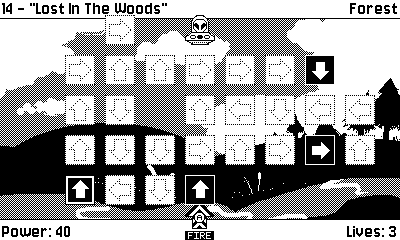 14 - "Lost In The Woods"
Forest
FIRE
Power: 40
Lives: 3